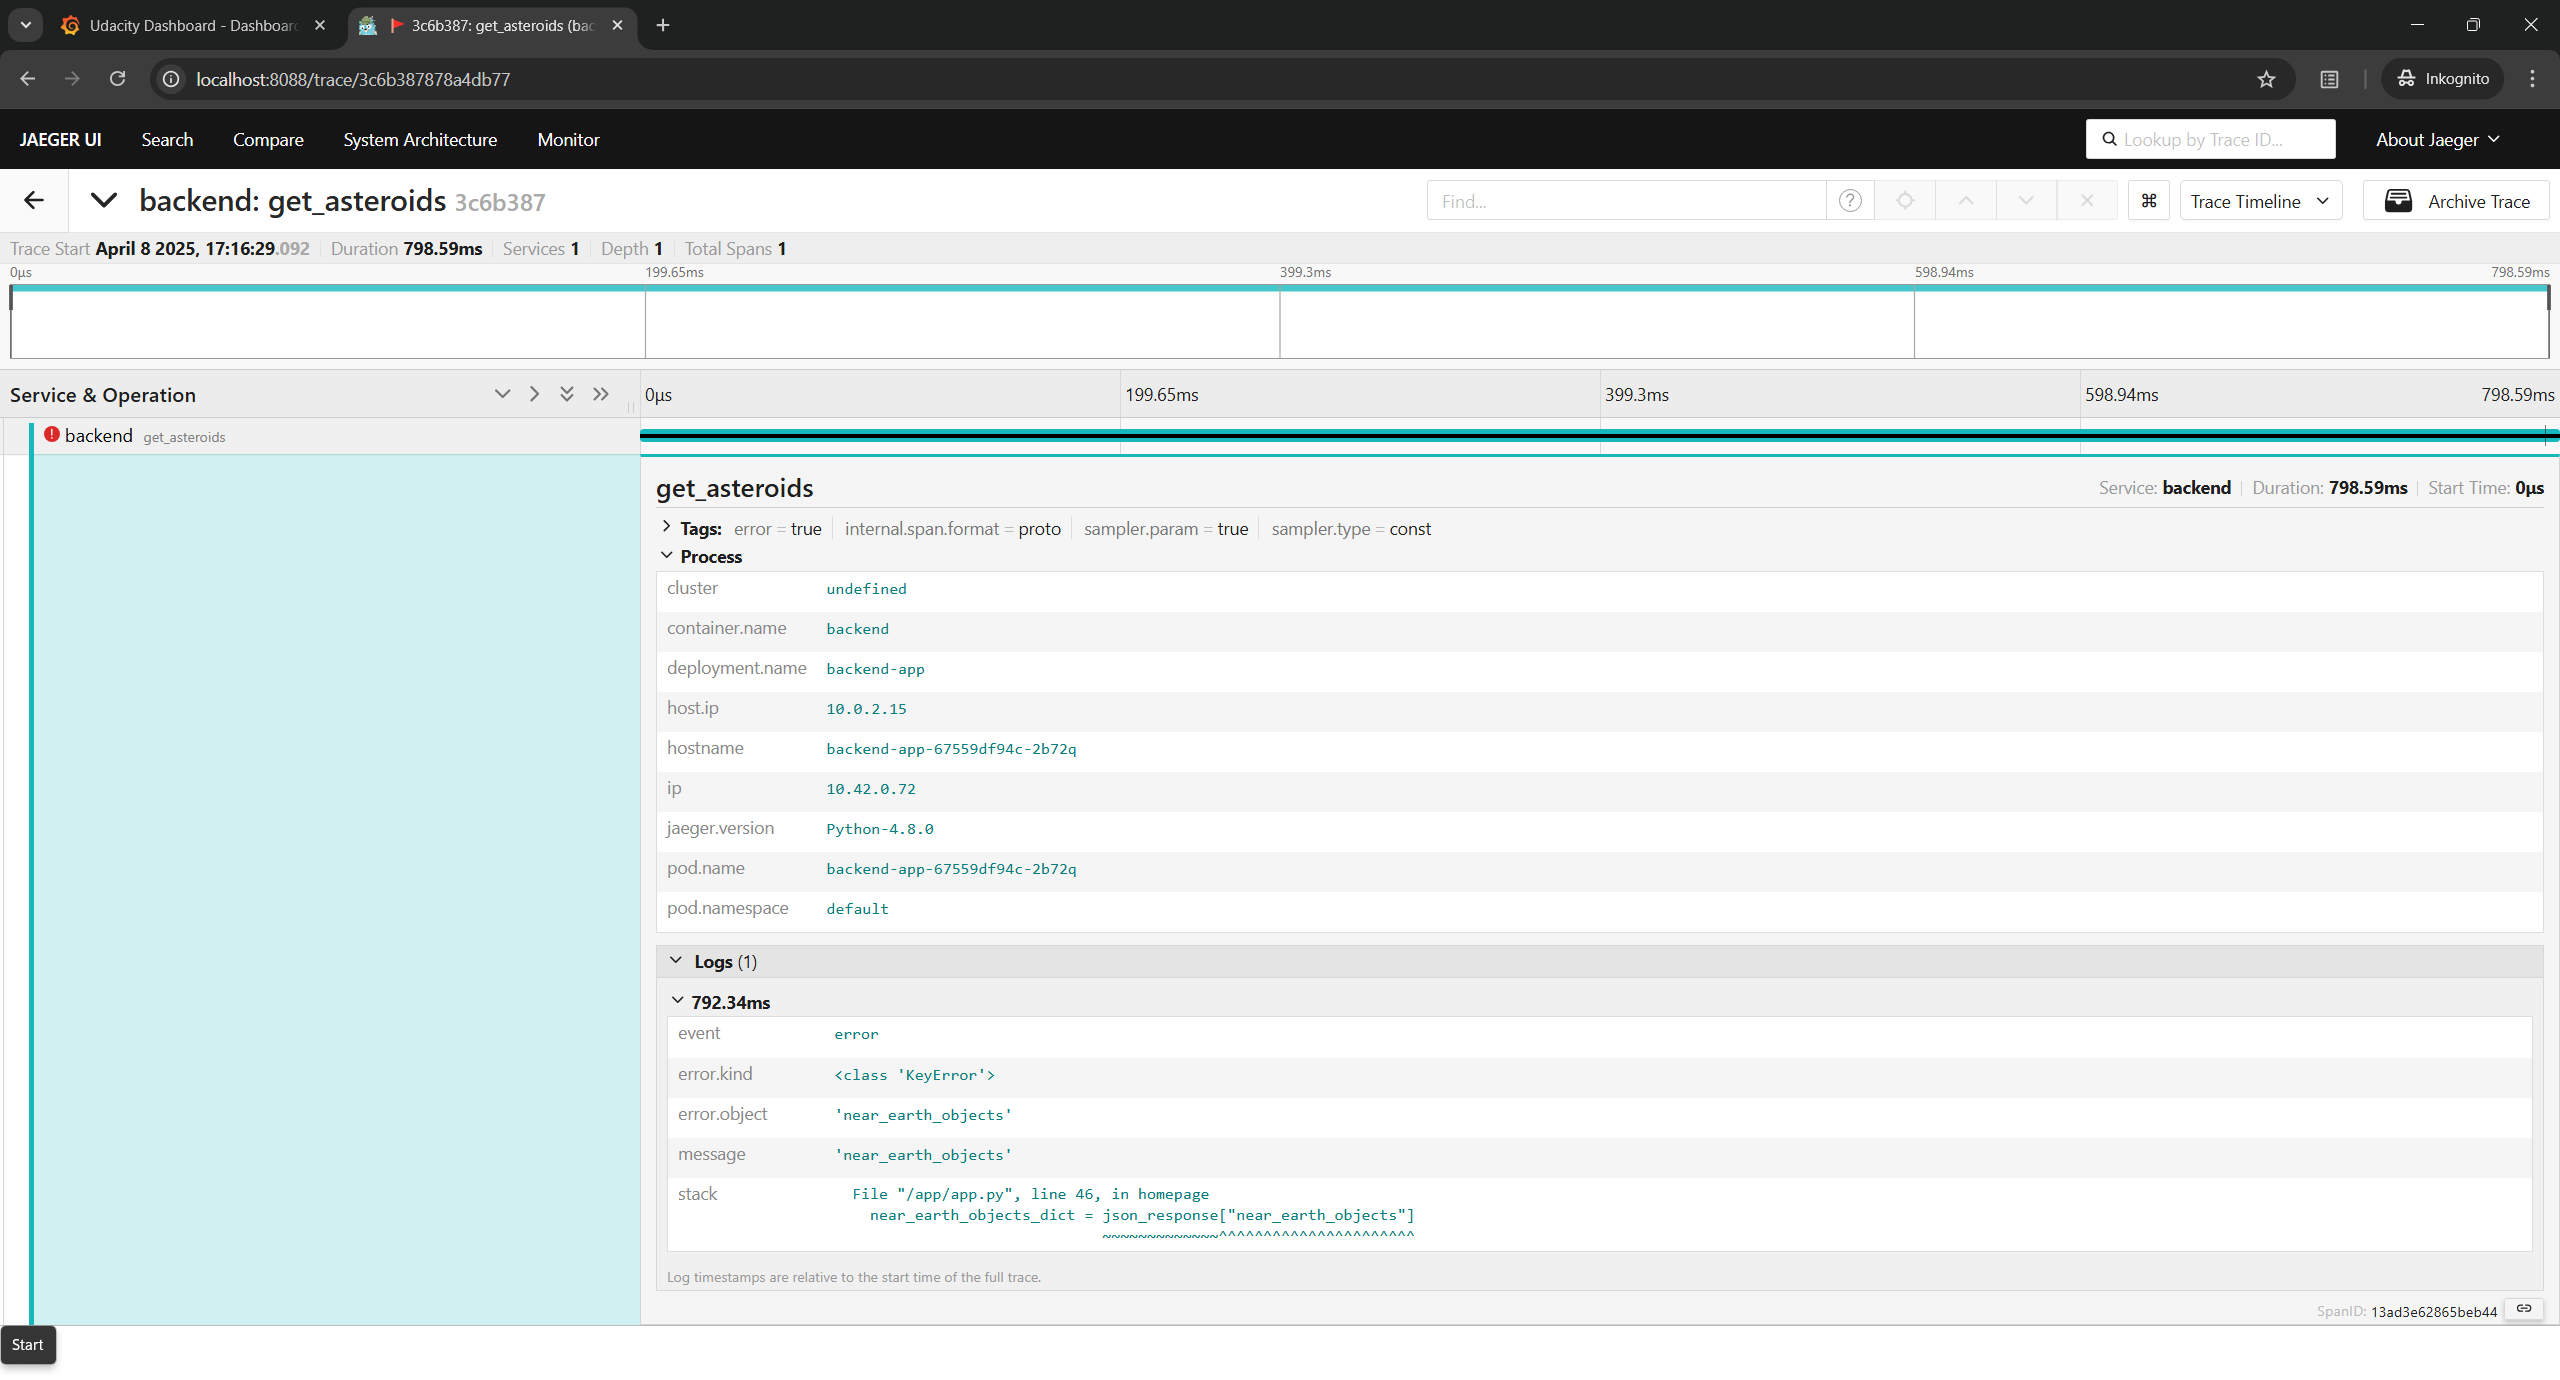 Udacity Dashboard - Dashboar
3c6b387: get_asteroids (bac
localhost:8088/trace/3c6b387878a4db77
Inkognito
JAEGER UI Search Compare System Architecture Monitor
Lookup by Trace ID...
About Jaeger
backend: get_asteroids 3c6b387
Find...
Trace Timeline
Archive Trace
Trace Start April 8 2025, 17:16:29.092 Duration 798.59ms Services 1 Depth 1 Total Spans 1
0μs 199.65ms 399.3ms 598.94ms 798.59ms
Service & Operation
0μs 199.65ms 399.3ms 598.94ms 798.59ms
backend get_asteroids
get_asteroids
Service: backend Duration: 798.59ms Start Time: 0μs
Tags: error = true internal.span.format = proto sampler.param = true sampler.type = const
Process
cluster undefined
container.name backend
deployment.name backend-app
host.ip 10.0.2.15
hostname backend-app-67559df94c-2b72q
ip 10.42.0.72
jaeger.version Python-4.8.0
pod.name backend-app-67559df94c-2b72q
pod.namespace default
Logs (1)
792.34ms
event error
error.kind <class 'KeyError'>
error.object 'near_earth_objects'
message 'near_earth_objects'
stack File "/app/app.py", line 46, in homepage
near_earth_objects_dict = json_response["near_earth_objects"]
~~~~~~~~~~~~~^^^^^^^^^^^^^^^^^^^^^^
Log timestamps are relative to the start time of the full trace.
SpanID: 13ad3e62865beb44
Start